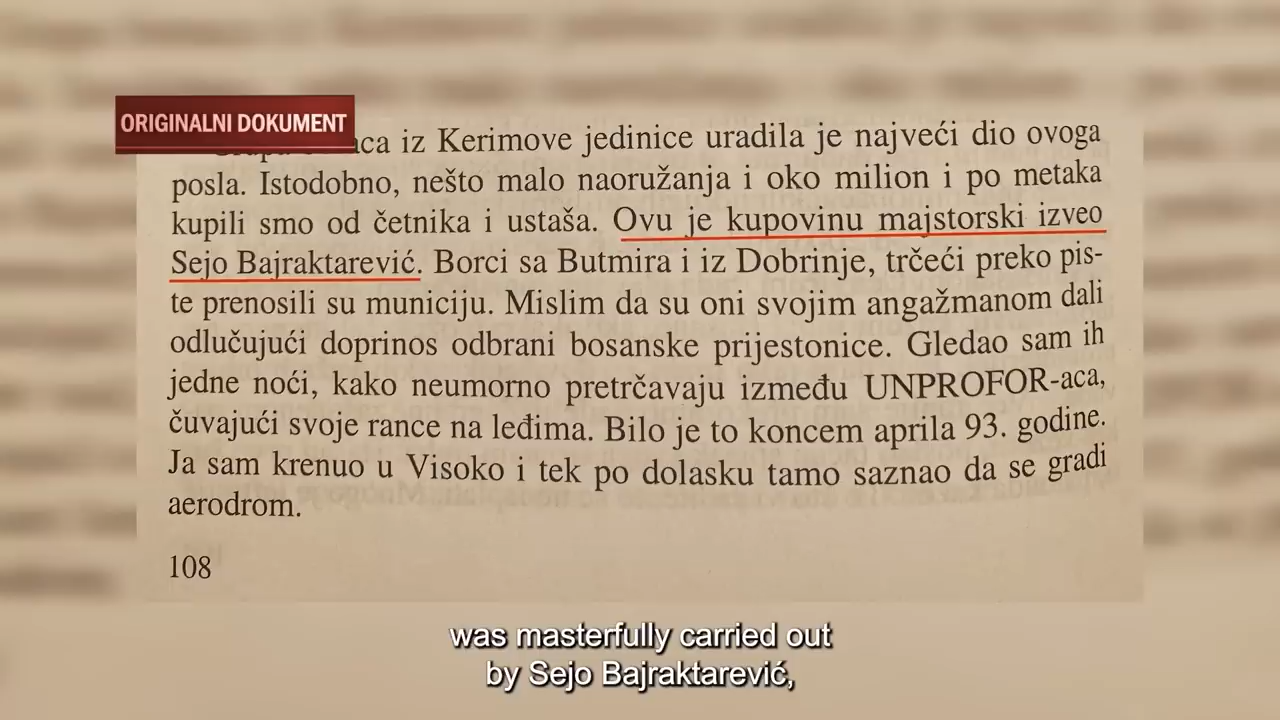 ORIGINALNI DOKUMENT
iz Kerimove jedinice uradila je najveći dio ovoga
posla. Istodobno, nešto malo naoružanja i oko milion i po metaka
kupili smo od četnika i ustaša. Ovu je kupovinu majstorski izveo
Sejo Bajraktarević. Borci sa Butmira i iz Dobrinje, trčeći preko pis-
te prenosili su municiju. Mislim da su oni svojim angažmanom dali
odlučujući doprinos odbrani bosanske prijestonice. Gledao sam ih
jedne noći, kako neumorno pretrčavaju između UNPROFOR-aca,
čuvajući svoje rance na leđima. Bilo je to koncem aprila 93. godine.
Ja sam krenuo u Visoko i tek po dolasku tamo saznao da se gradi
aerodrom.
108
was masterfully carried out
by Sejo Bajraktarević,